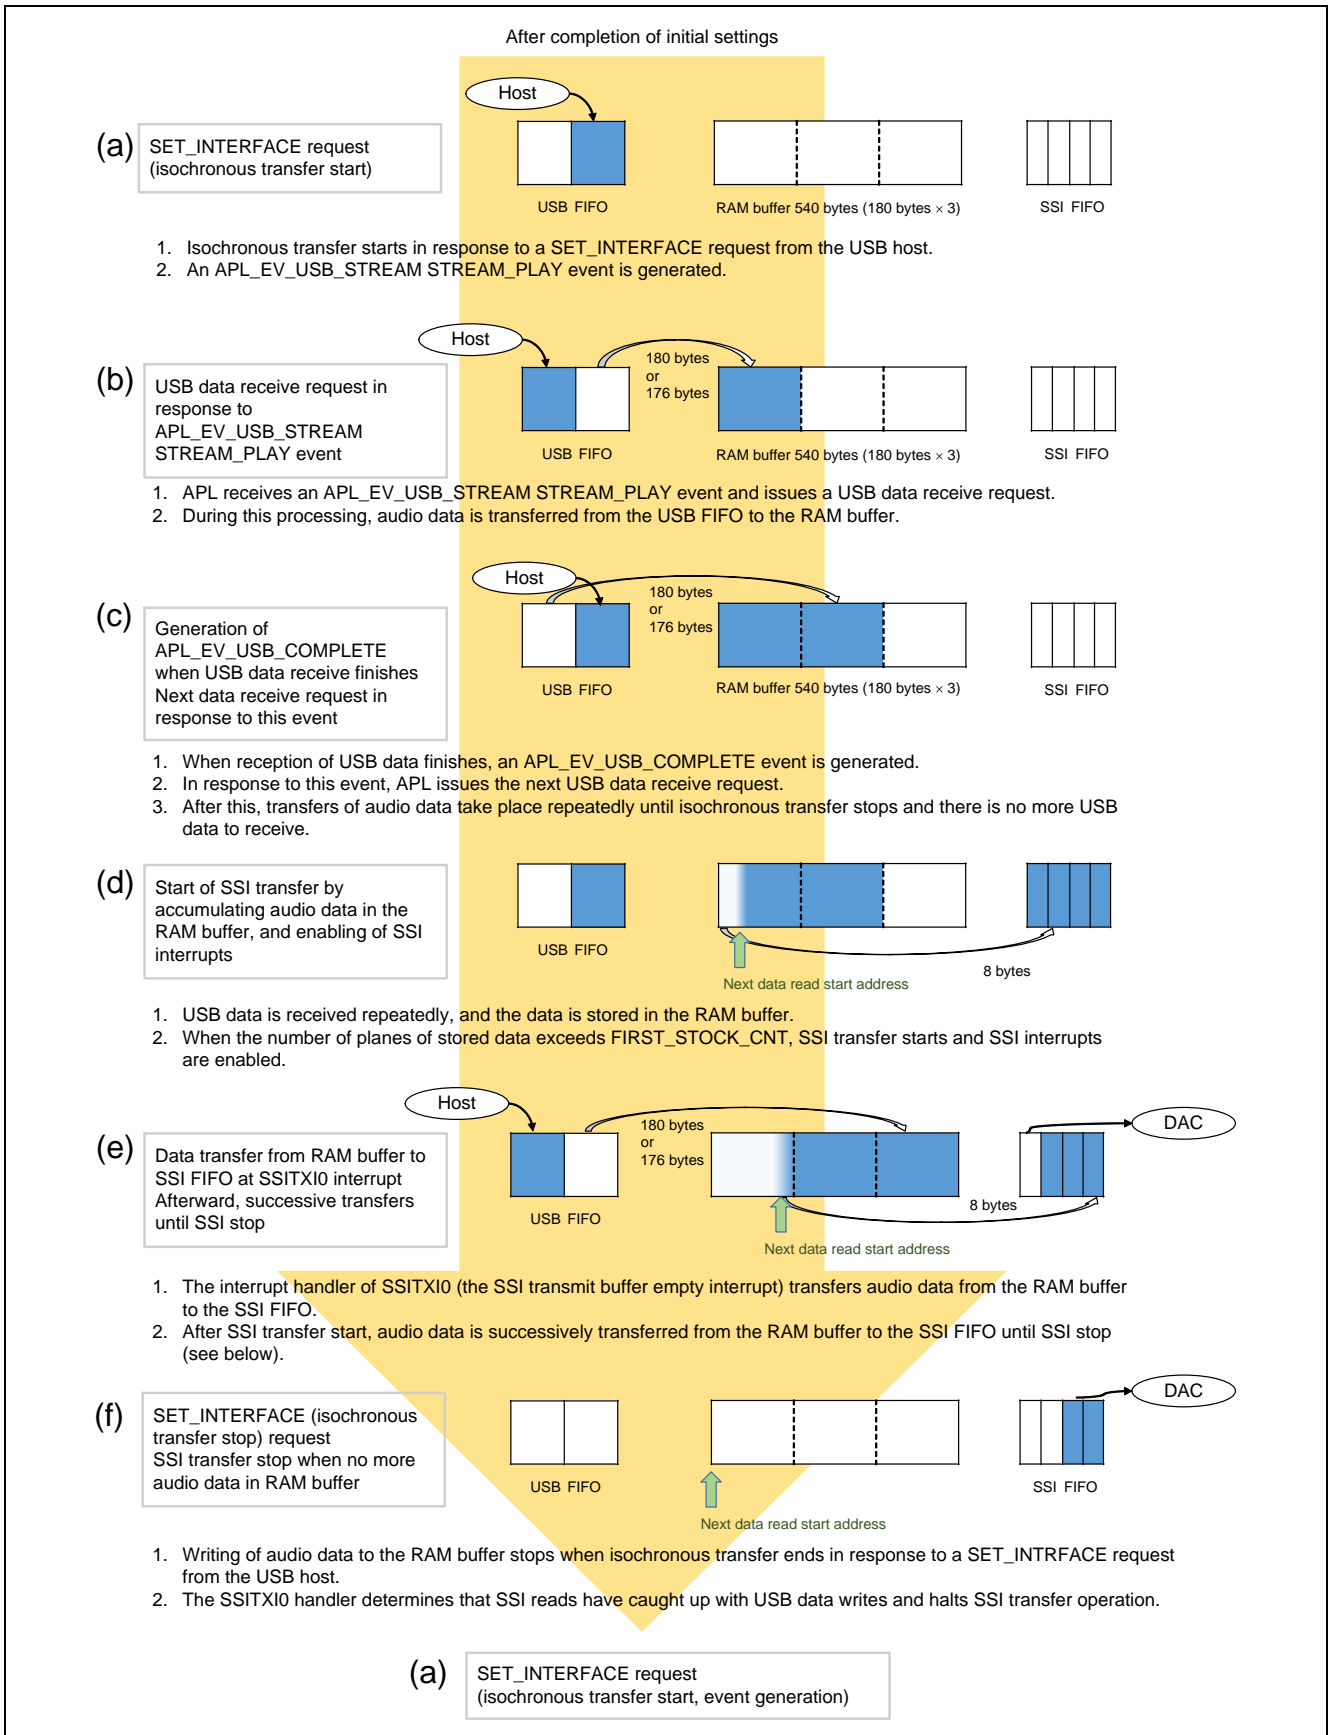 After completion of initial settings
Host
(a)
SET_INTERFACE request
(isochronous transfer start)
USB FIFO
RAM buffer 540 bytes (180 bytes × 3)
SSI FIFO
1. Isochronous transfer starts in response to a SET_INTERFACE request from the USB host.
2. An APL_EV_USB_STREAM STREAM_PLAY event is generated.
Host
180 bytes
or
176 bytes
(b)
USB data receive request in
response to
APL_EV_USB_STREAM
STREAM_PLAY event
USB FIFO
RAM buffer 540 bytes (180 bytes × 3)
SSI FIFO
1. APL receives an APL_EV_USB_STREAM STREAM_PLAY event and issues a USB data receive request.
2. During this processing, audio data is transferred from the USB FIFO to the RAM buffer.
Host
180 bytes
or
176 bytes
(c)
Generation of
APL_EV_USB_COMPLETE
when USB data receive finishes
Next data receive request in
response to this event
USB FIFO
RAM buffer 540 bytes (180 bytes × 3)
SSI FIFO
1. When reception of USB data finishes, an APL_EV_USB_COMPLETE event is generated.
2. In response to this event, APL issues the next USB data receive request.
3. After this, transfers of audio data take place repeatedly until isochronous transfer stops and there is no more USB
data to receive.
(d)
Start of SSI transfer by
accumulating audio data in the
RAM buffer, and enabling of SSI
interrupts
USB FIFO
8 bytes
Next data read start address
1. USB data is received repeatedly, and the data is stored in the RAM buffer.
2. When the number of planes of stored data exceeds FIRST_STOCK_CNT, SSI transfer starts and SSI interrupts
are enabled.
Host
180 bytes
or
176 bytes
DAC
(e)
Data transfer from RAM buffer to
SSI FIFO at SSITXI0 interrupt
Afterward, successive transfers
until SSI stop
USB FIFO
8 bytes
Next data read start address
1. The interrupt handler of SSITXI0 (the SSI transmit buffer empty interrupt) transfers audio data from the RAM buffer
to the SSI FIFO.
2. After SSI transfer start, audio data is successively transferred from the RAM buffer to the SSI FIFO until SSI stop
(see below).
DAC
(f)
SET_INTERFACE (isochronous
transfer stop) request
SSI transfer stop when no more
audio data in RAM buffer
USB FIFO
SSI FIFO
Next data read start address
1. Writing of audio data to the RAM buffer stops when isochronous transfer ends in response to a SET_INTRFACE request
from the USB host.
2. The SSITXI0 handler determines that SSI reads have caught up with USB data writes and halts SSI transfer operation.
(a)
SET_INTERFACE request
(isochronous transfer start, event generation)